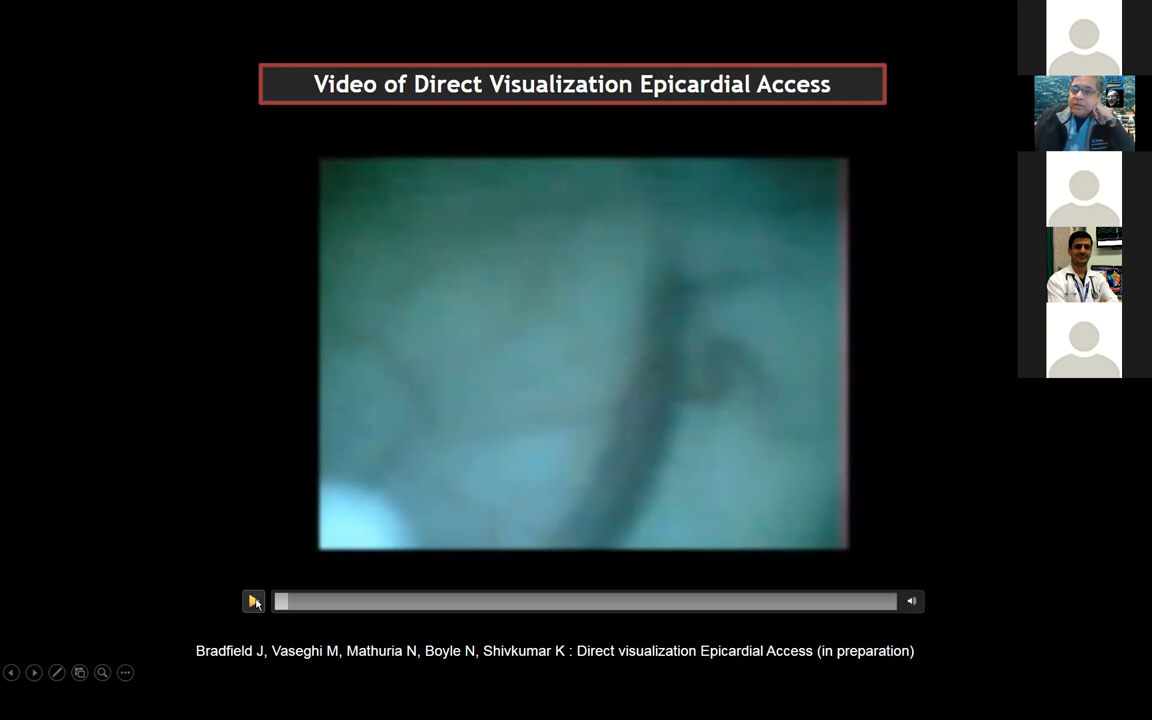 Video of Direct Visualization Epicardial Access
Bradfield J, Vaseghi M, Mathuria N, Boyle N, Shivkumar K : Direct visualization Epicardial Access (in preparation)